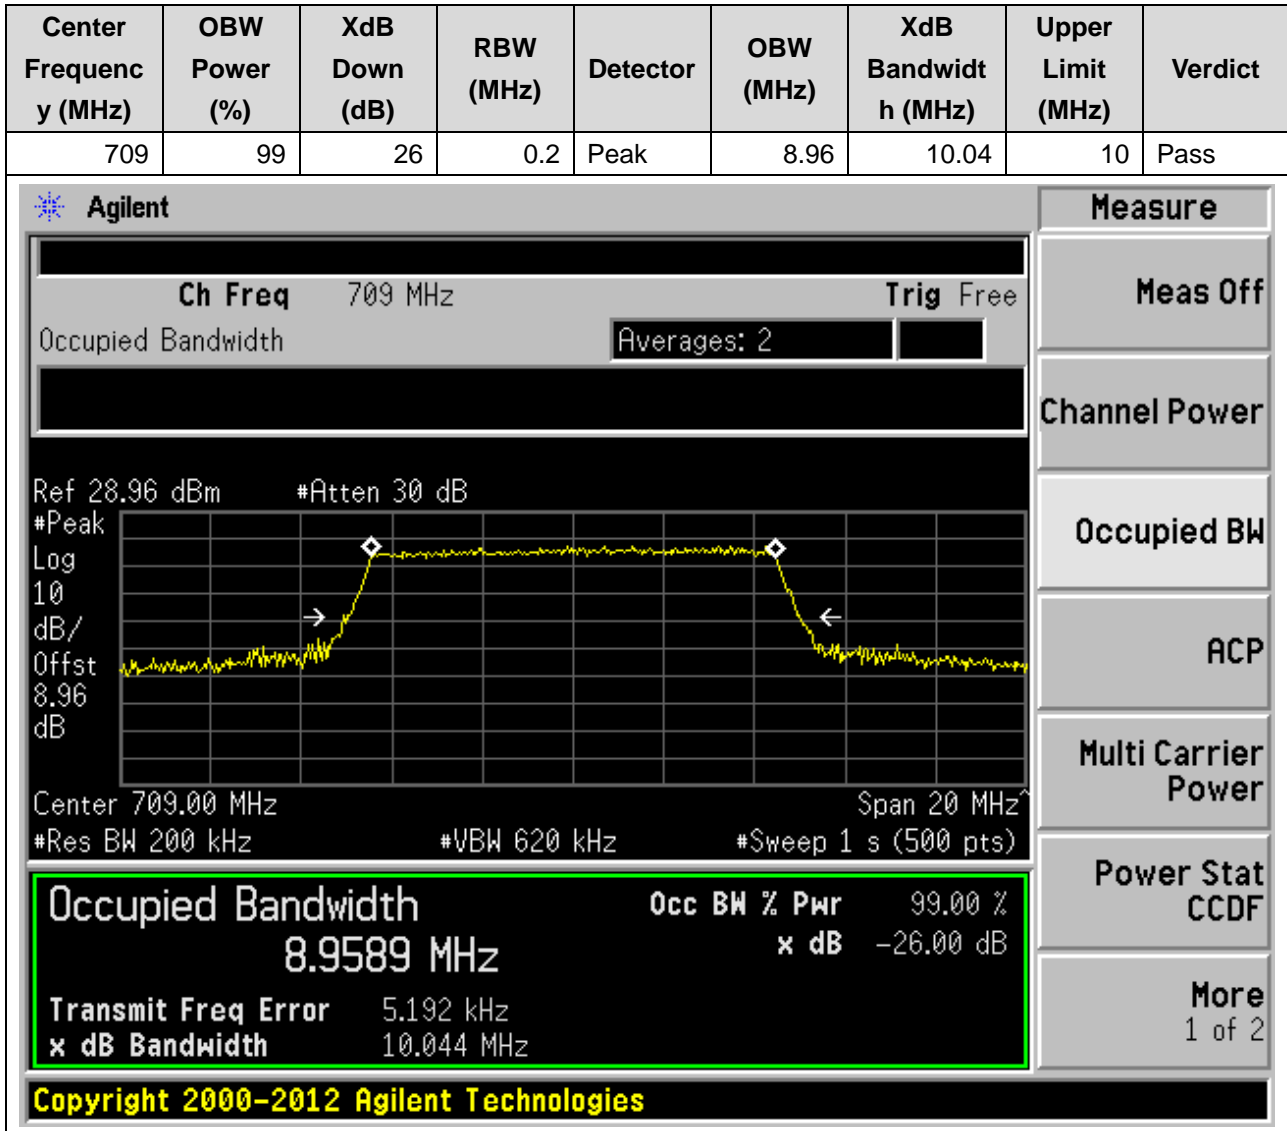 Center Frequenc y (MHz) OBW Power (%) XdB Down (dB) RBW (MHz) Detector OBW (MHz) XdB Bandwidt h (MHz) Upper Limit (MHz) Verdict
709 99 26 0.2 Peak 8.96 10.04 10 Pass
Agilent
Measure
Ch Freq 709 MHz Trig Free
Meas Off
Occupied Bandwidth Averages: 2
Channel Power
Ref 28.96 dBm #Atten 30 dB
#Peak
Log
10
dB/
Offst
8.96
dB
Occupied BW
ACP
Multi Carrier
Power
Center 709.00 MHz Span 20 MHz^
#Res BW 200 kHz #VBW 620 kHz #Sweep 1 s (500 pts)
Power Stat
CCDF
Occupied Bandwidth Occ BW % Pwr 99.00 %
8.9589 MHz x dB -26.00 dB
Transmit Freq Error 5.192 kHz
x dB Bandwidth 10.044 MHz
More
1 of 2
Copyright 2000-2012 Agilent Technologies